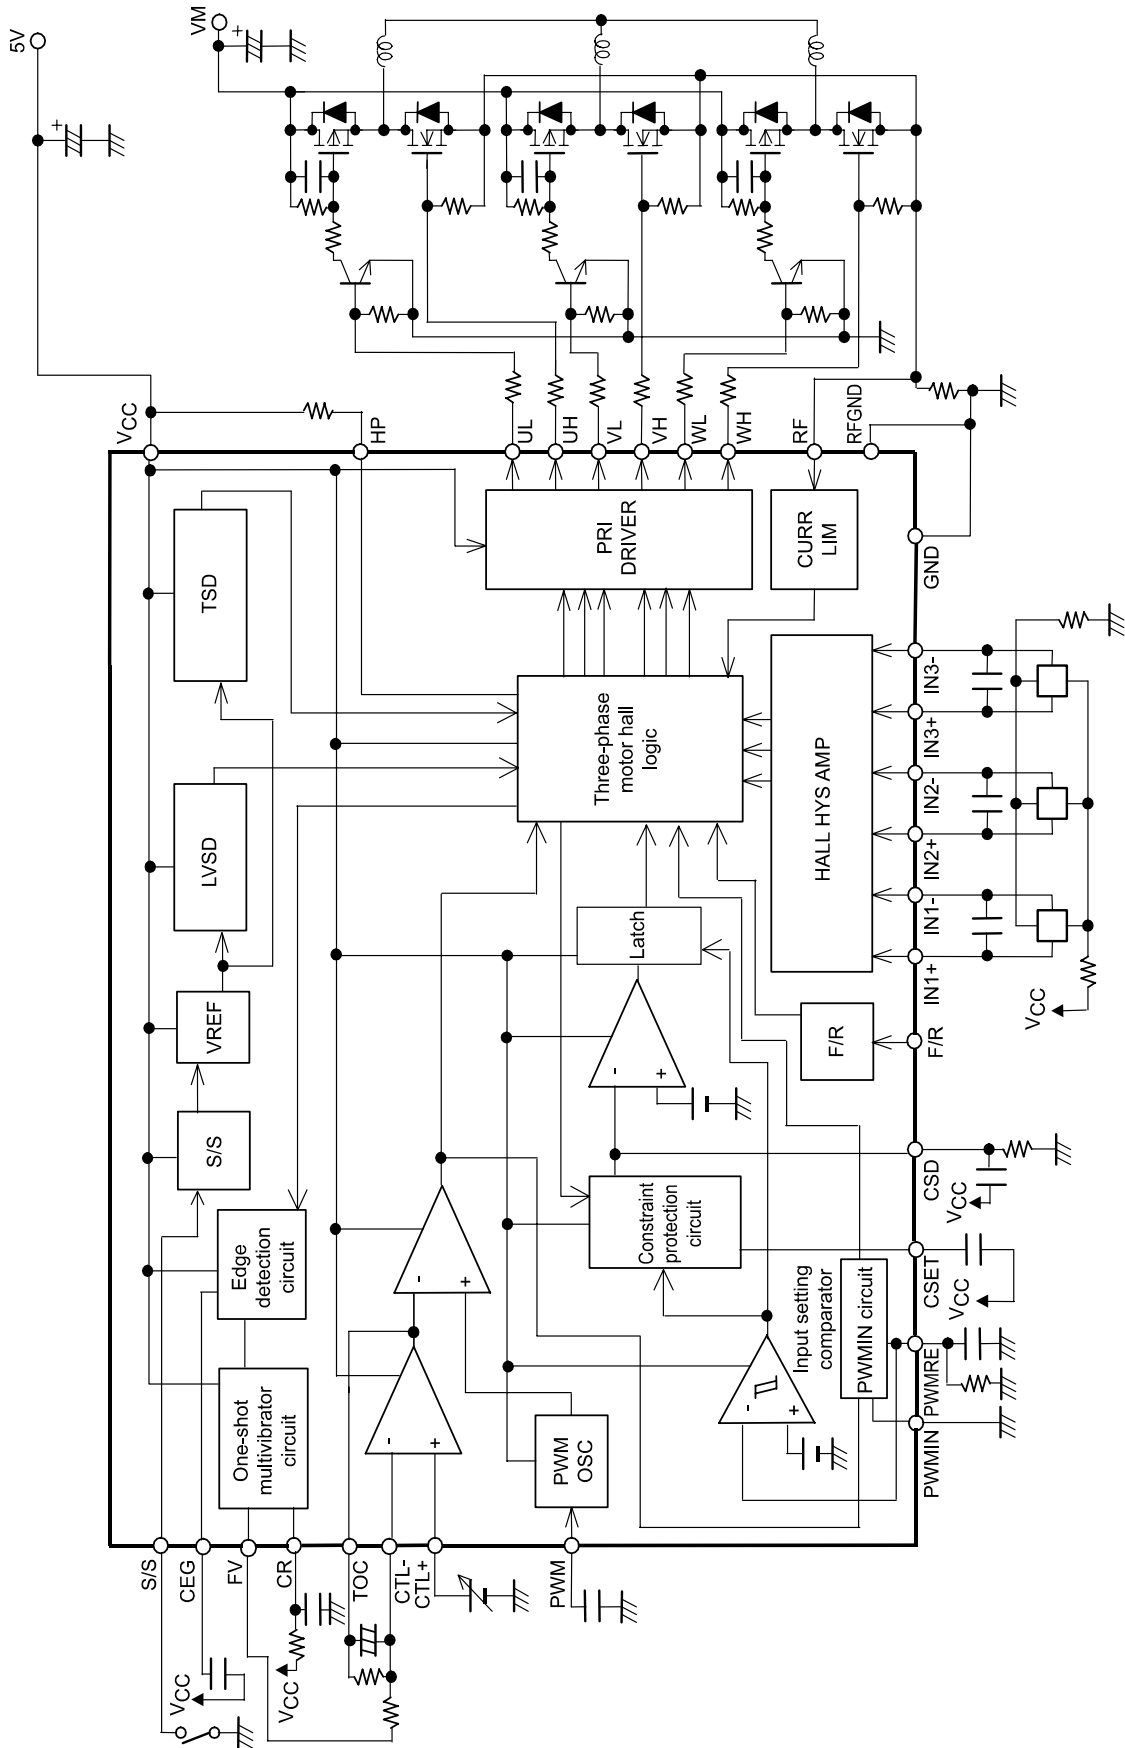 5V
VM
+
+
VCC
HP
UL
UH
VL
VH
WL
WH
RF
RFGND
TSD
PRI
DRIVER
CURR
LIM
GND
LVSD
Three-phase
motor hall
logic
HALL HYS AMP
IN3-
IN3+
IN2-
IN2+
IN1-
IN1+
VREF
Latch
F/R
F/R
VCC
S/S
-
+
Edge
detection
circuit
-
+
Constraint
protection
circuit
CSD
VCC
CSET
VCC
One-shot
multivibrator
circuit
-
+
PWM
OSC
Input setting
comparator
-
+
PWMIN circuit
PWMRE
PWMIN
S/S
CEG
FV
CR
TOC
CTL-
CTL+
PWM
VCC
VCC